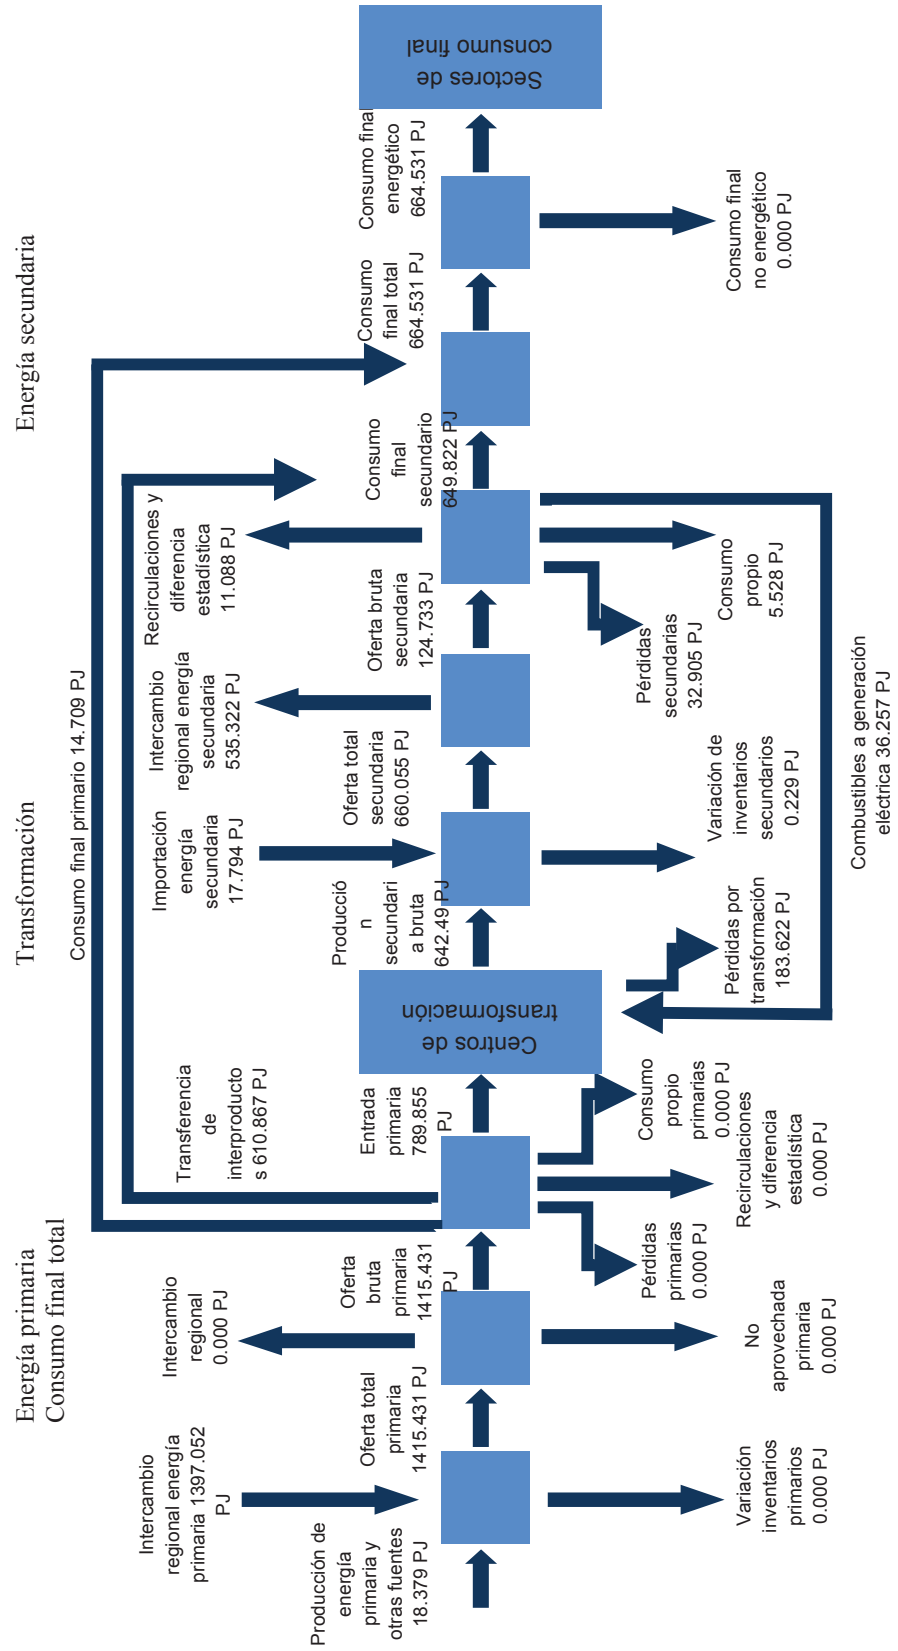 Energía primaria
Consumo final total
Transformación
Energía secundaria
Consumo final primario 14.709 PJ
Intercambio
regional energía
primaria 1397.052
PJ
Intercambio
regional
0.000 PJ
Transferencia
de
interproducto
s 610.867 PJ
Importación
energía
secundaria
17.794 PJ
Intercambio
regional energía
secundaria
535.322 PJ
Recirculaciones y
diferencia
estadística
11.088 PJ
Producción de
energía
primaria y
otras fuentes
18.379 PJ
Oferta total
primaria
1415.431 PJ
Oferta
bruta
primaria
1415.431
PJ
Entrada
primaria
789.855
PJ
Centros de
transformación
Producció
n
secundari
a bruta
642.49 PJ
Oferta total
secundaria
660.055 PJ
Oferta bruta
secundaria
124.733 PJ
Consumo
final
secundario
649.822 PJ
Consumo
final total
664.531 PJ
Consumo final
energético
664.531 PJ
Sectores de
consumo final
Variación
inventarios
primarios
0.000 PJ
No
aprovechada
primaria
0.000 PJ
Pérdidas
primarias
0.000 PJ
Recirculaciones
y diferencia
estadística
0.000 PJ
Consumo
propio
primarias
0.000 PJ
Pérdidas por
transformación
183.622 PJ
Variación de
inventarios
secundarios
0.229 PJ
Pérdidas
secundarias
32.905 PJ
Consumo
propio
5.528 PJ
Consumo final
no energético
0.000 PJ
Combustibles a generación
eléctrica 36.257 PJ